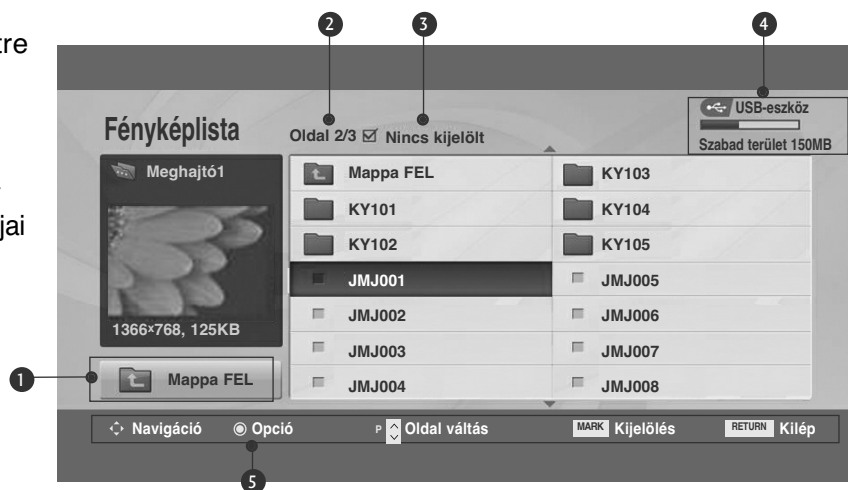 2 3 4
tre
jai
USB-eszköz
Szabad terület 150MB
Fényképlista
Oldal 2/3 Nincs kijelölt
Meghajtó1
1366x768, 125KB
Mappa FEL KY103
KY101 KY104
KY102 KY105
JMJ001 JMJ005
JMJ002 JMJ006
JMJ003 JMJ007
JMJ004 JMJ008
1 Mappa FEL
Navigáció Opció P Oldal váltás MARK Kijelölés RETURN Kilép
5